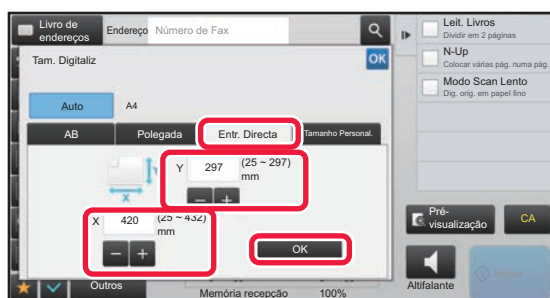 Livro de
endereços
Endereço
Número de Fax
Tam. Digitaliz
OK
Auto
A4
AB
Polegada
Entr. Directa
Tamanho Personal.
Y
297
(25 ~ 297)
mm
Y
X
X
420
(25 ~ 432)
mm
OK
Outros
Memória recepção
100%
Leit. Livros
Dividir em 2 páginas
N-Up
Colocar várias pág. numa pág.
Modo Scan Lento
Dig. orig. em papel fino
Pré-
visualização
CA
Altifalante